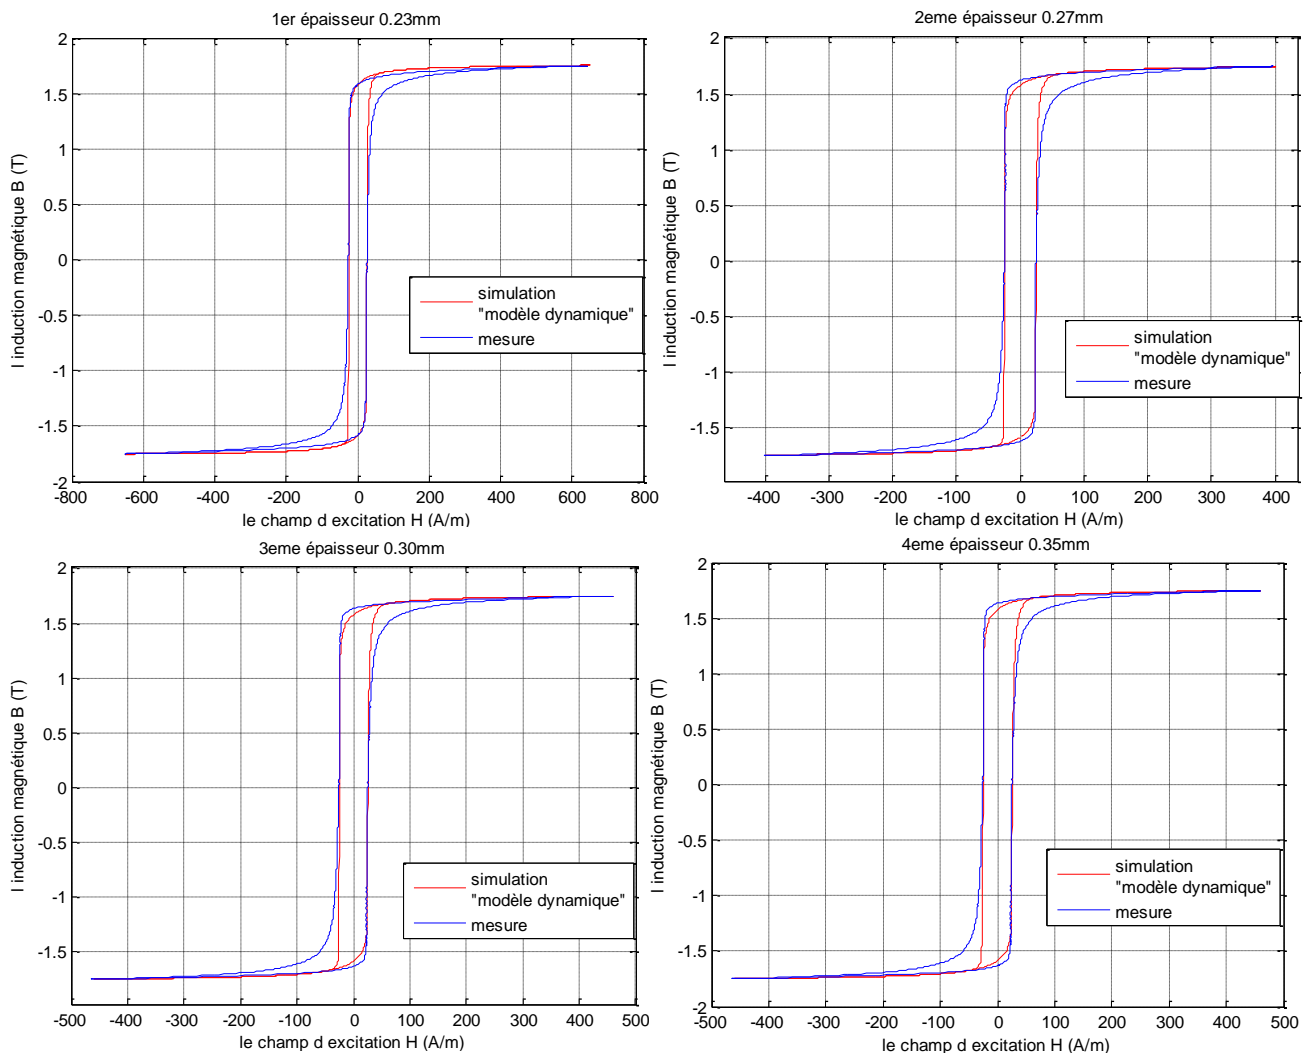 1er épaisseur 0.23mm
2
1.5
1
0.5
0
-0.5
-1
-1.5
-2
l induction magnétique B (T)
simulation
"modèle dynamique"
mesure
-800 -600 -400 -200 0 200 400 600 800
le champ d excitation H (A/m)
2eme épaisseur 0.27mm
2
1.5
1
0.5
0
-0.5
-1
-1.5
l induction magnétique B (T)
simulation
"modèle dynamique"
mesure
-400 -300 -200 -100 0 100 200 300 400
le champ d excitation H (A/m)
3eme épaisseur 0.30mm
2
1.5
1
0.5
0
-0.5
-1
-1.5
l induction magnétique B (T)
simulation
"modèle dynamique"
mesure
-500 -400 -300 -200 -100 0 100 200 300 400 500
le champ d excitation H (A/m)
4eme épaisseur 0.35mm
2
1.5
1
0.5
0
-0.5
-1
-1.5
-2
l induction magnétique B (T)
simulation
"modèle dynamique"
mesure
-500 -400 -300 -200 -100 0 100 200 300 400 500
le champ d excitation H (A/m)